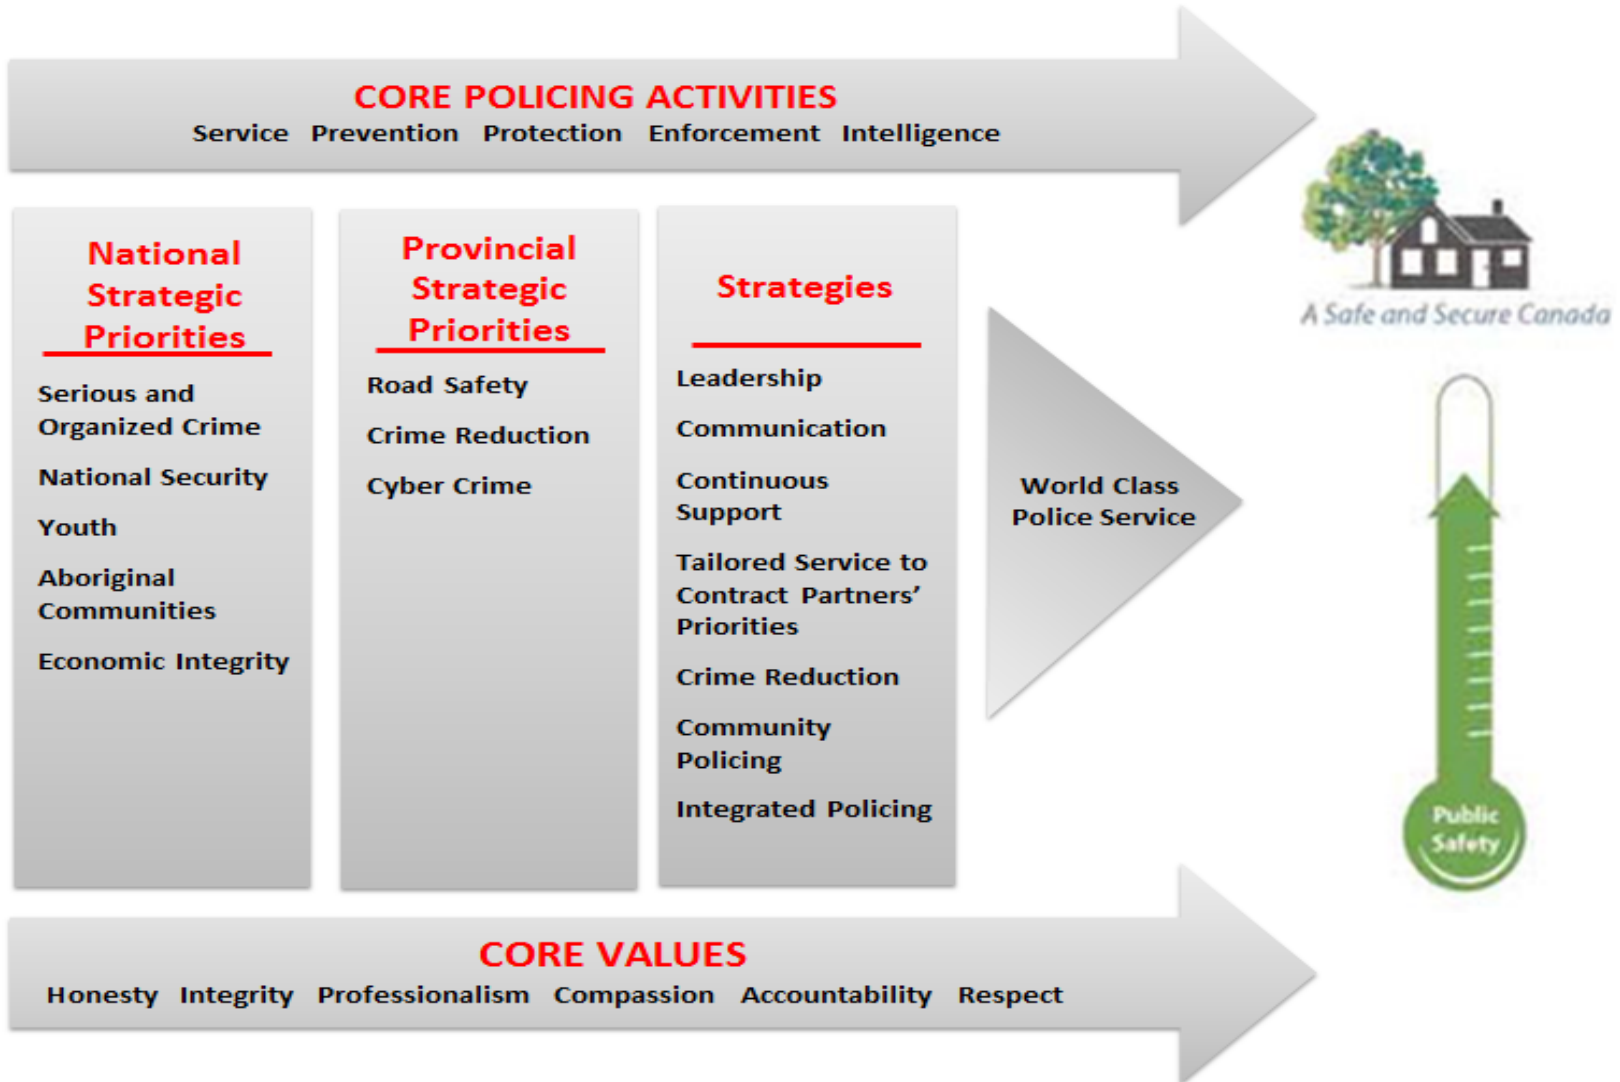 CORE POLICING ACTIVITIES
Service Prevention Protection Enforcement Intelligence
National
Strategic
Priorities
Serious and
Organized Crime
National Security
Youth
Aboriginal
Communities
Economic Integrity
Provincial
Strategic
Priorities
Road Safety
Crime Reduction
Cyber Crime
Strategies
Leadership
Communication
Continuous
Support
Tailored Service to
Contract Partners’
Priorities
Crime Reduction
Community
Policing
Integrated Policing
World Class
Police Service
A Safe and Secure Canada
Public
Safety
CORE VALUES
Honesty Integrity Professionalism Compassion Accountability Respect